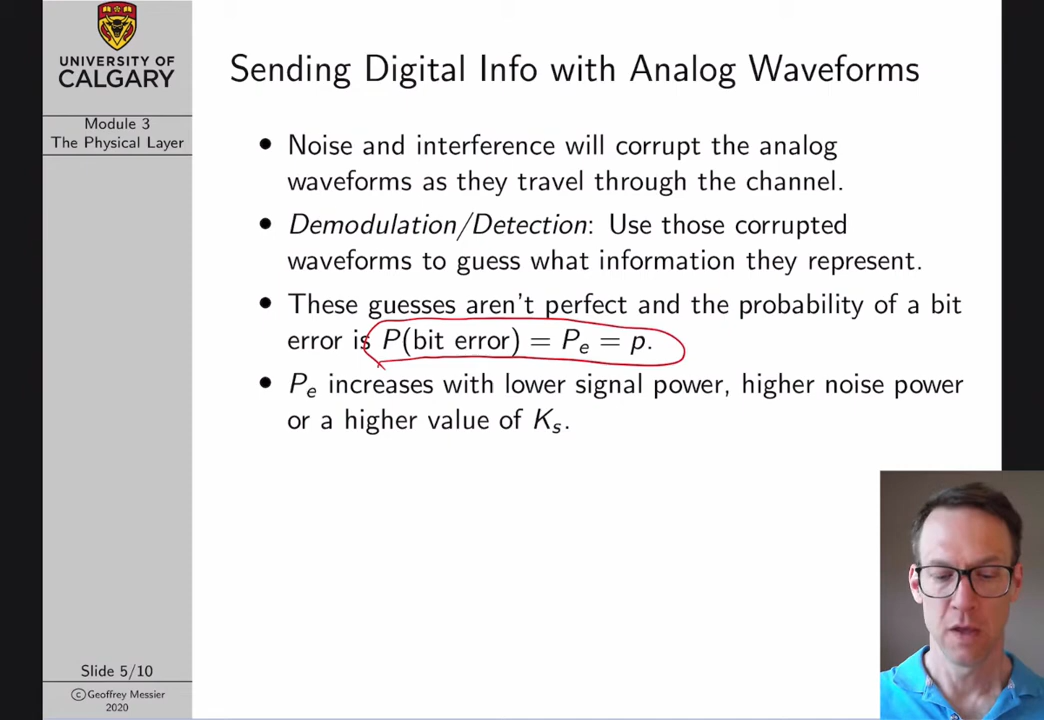 UNIVERSITY OF
CALGARY
Module 3
The Physical Layer
Sending Digital Info with Analog Waveforms
• Noise and interference will corrupt the analog
waveforms as they travel through the channel.
• Demodulation/Detection: Use those corrupted
waveforms to guess what information they represent.
• These guesses aren't perfect and the probability of a bit
error is P(bit error) = Pₑ = p.
• Pₑ increases with lower signal power, higher noise power
or a higher value of Kₛ.
Slide 5/10
©Geoffrey Messier
2020